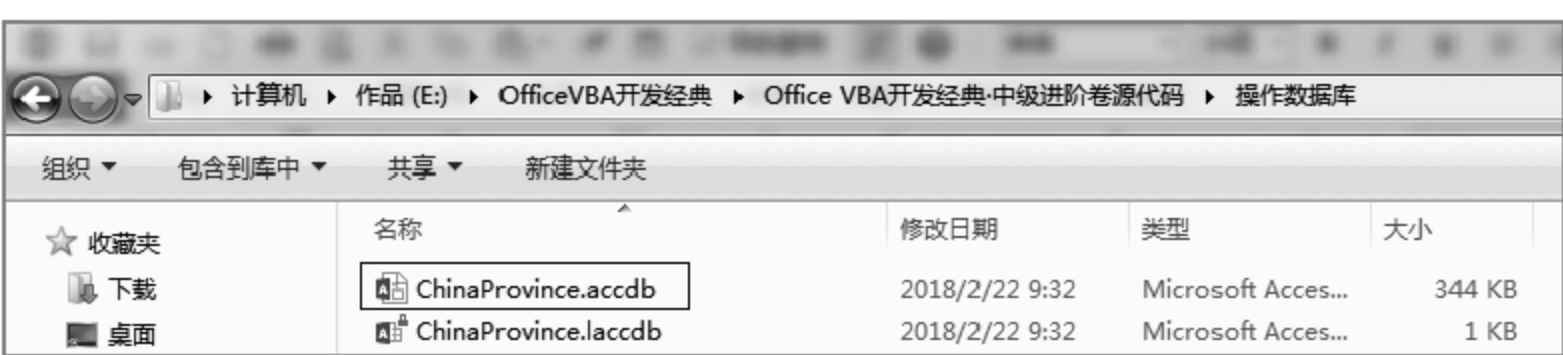 计算机 ▸ 作品 (E:) ▸ OfficeVBA开发经典 ▸ Office VBA开发经典·中级进阶卷源代码 ▸ 操作数据库
组织 ▼ 包含到库中 ▼ 共享 ▼ 新建文件夹
收藏夹 名称 修改日期 类型 大小
下载 ChinaProvince.accdb 2018/2/22 9:32 Microsoft Acces... 344 KB
桌面 ChinaProvince.laccdb 2018/2/22 9:32 Microsoft Acces... 1 KB